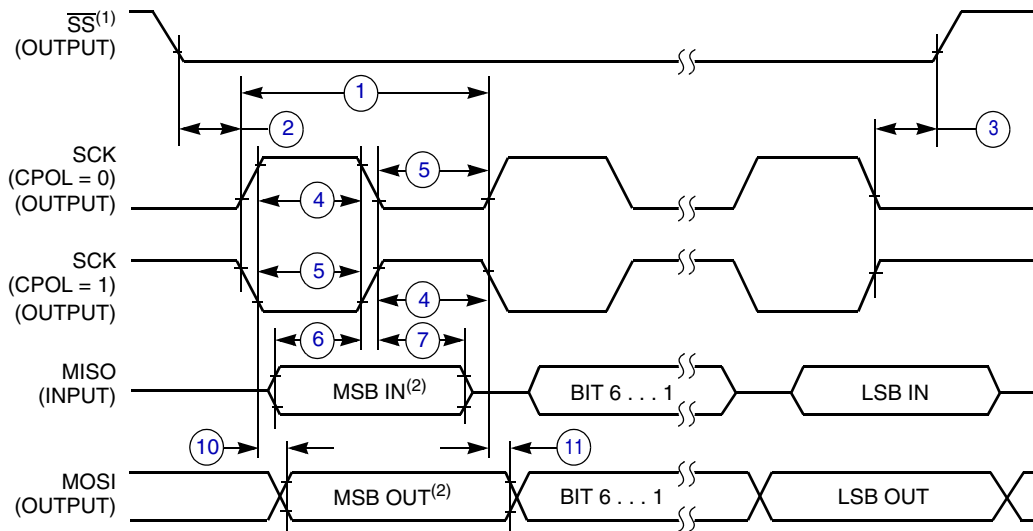 SS(1)
(OUTPUT)
1
2
3
SCK
(CPOL = 0)
(OUTPUT)
5
4
SCK
(CPOL = 1)
(OUTPUT)
5
4
6
7
MISO
(INPUT)
MSB IN(2)
BIT 6 . . . 1
LSB IN
10
11
MOSI
(OUTPUT)
MSB OUT(2)
BIT 6 . . . 1
LSB OUT